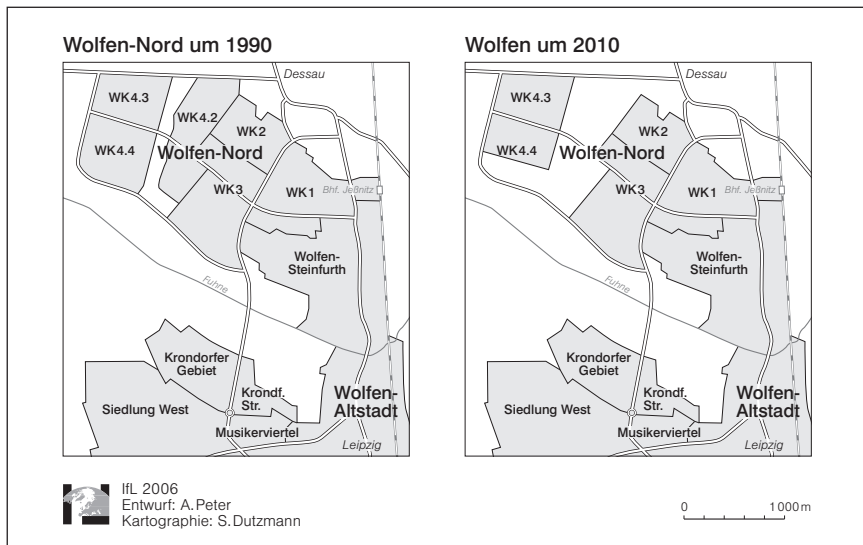 Wolfen-Nord um 1990
Dessau
WK4.3
WK4.2
WK2
WK4.4
Wolfen-Nord
WK3
WK1
Bhf. Jeßnitz
Wolfen-
Steinfurth
Fuhne
Krondorfer
Gebiet
Krondf.
Str.
Wolfen-
Altstadt
Siedlung West
Musikerviertel
Leipzig
Wolfen um 2010
Dessau
WK4.3
WK2
WK4.4
Wolfen-Nord
WK3
WK1
Bhf. Jeßnitz
Wolfen-
Steinfurth
Fuhne
Krondorfer
Gebiet
Krondf.
Str.
Wolfen-
Altstadt
Siedlung West
Musikerviertel
Leipzig
IfL 2006
Entwurf: A. Peter
Kartographie: S. Dutzmann
0 1000 m